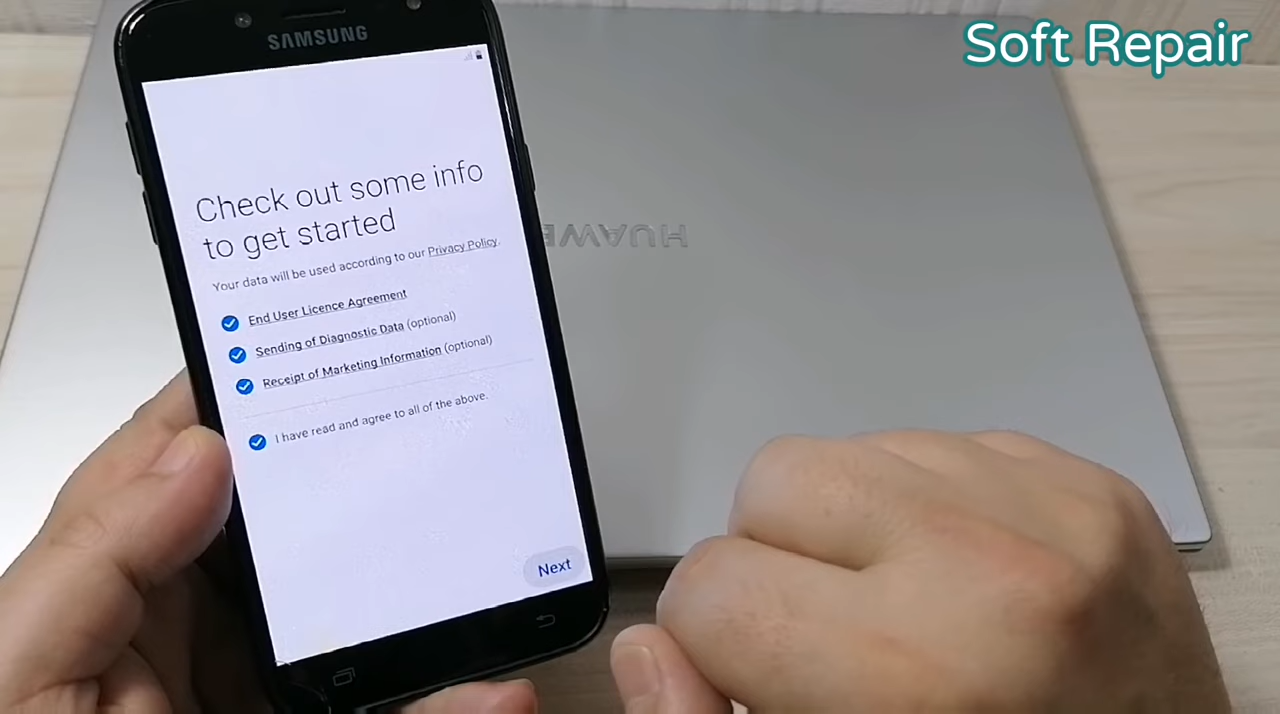 Soft Repair
SAMSUNG
Check out some info
to get started
Your data will be used according to our Privacy Policy.
End User Licence Agreement
Sending of Diagnostic Data (optional)
Receipt of Marketing Information (optional)
I have read and agree to all of the above.
Next
HUAWE